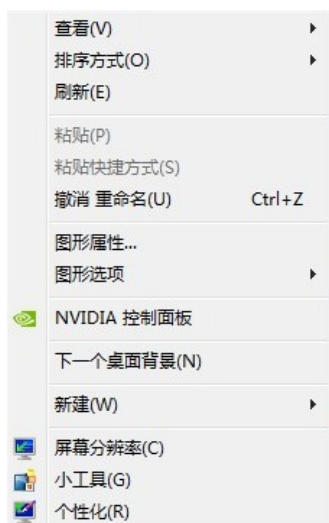 查看(V)
排序方式(O)
刷新(E)
粘贴(P)
粘贴快捷方式(S)
撤消 重命名(U) Ctrl+Z
图形属性...
图形选项
NVIDIA 控制面板
下一个桌面背景(N)
新建(W)
屏幕分辨率(C)
小工具(G)
个性化(R)